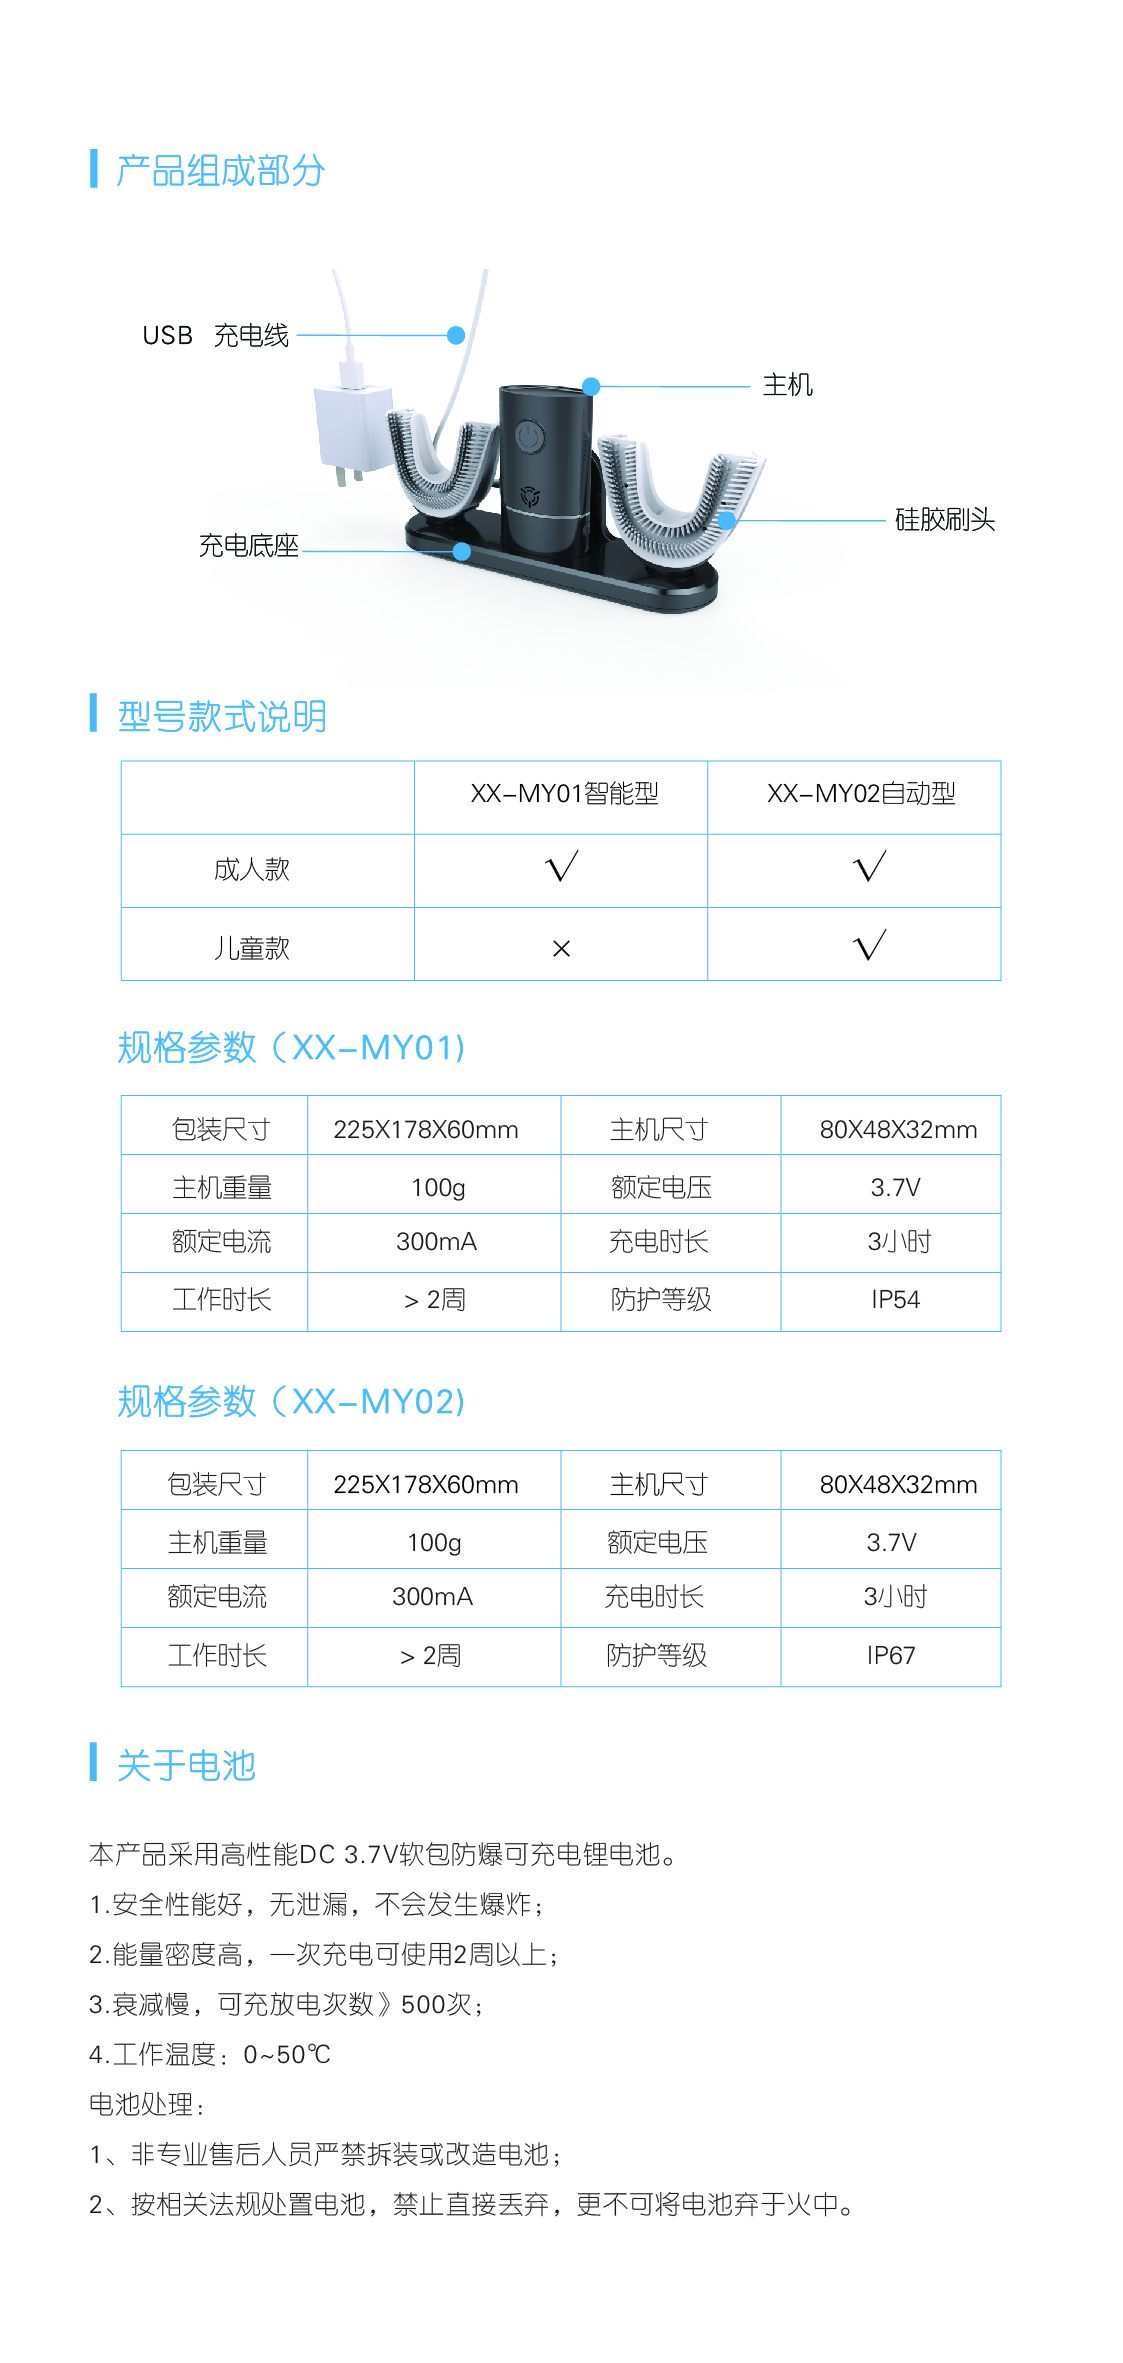 产品组成部分
USB 充电线
主机
硅胶刷头
充电底座
型号款式说明
XX-MY01智能型 XX-MY02自动型
成人款 √ √
儿童款 × √
规格参数（XX-MY01)
包装尺寸 225X178X60mm 主机尺寸 80X48X32mm
主机重量 100g 额定电压 3.7V
额定电流 300mA 充电时长 3小时
工作时长 > 2周 防护等级 IP54
规格参数（XX-MY02)
包装尺寸 225X178X60mm 主机尺寸 80X48X32mm
主机重量 100g 额定电压 3.7V
额定电流 300mA 充电时长 3小时
工作时长 > 2周 防护等级 IP67
关于电池
本产品采用高性能DC 3.7V软包防爆可充电锂电池。
1.安全性能好，无泄漏，不会发生爆炸；
2.能量密度高，一次充电可使用2周以上；
3.衰减慢，可充放电次数》500次；
4.工作温度：0~50℃
电池处理：
1、非专业售后人员严禁拆装或改造电池；
2、按相关法规处置电池，禁止直接丢弃，更不可将电池弃于火中。